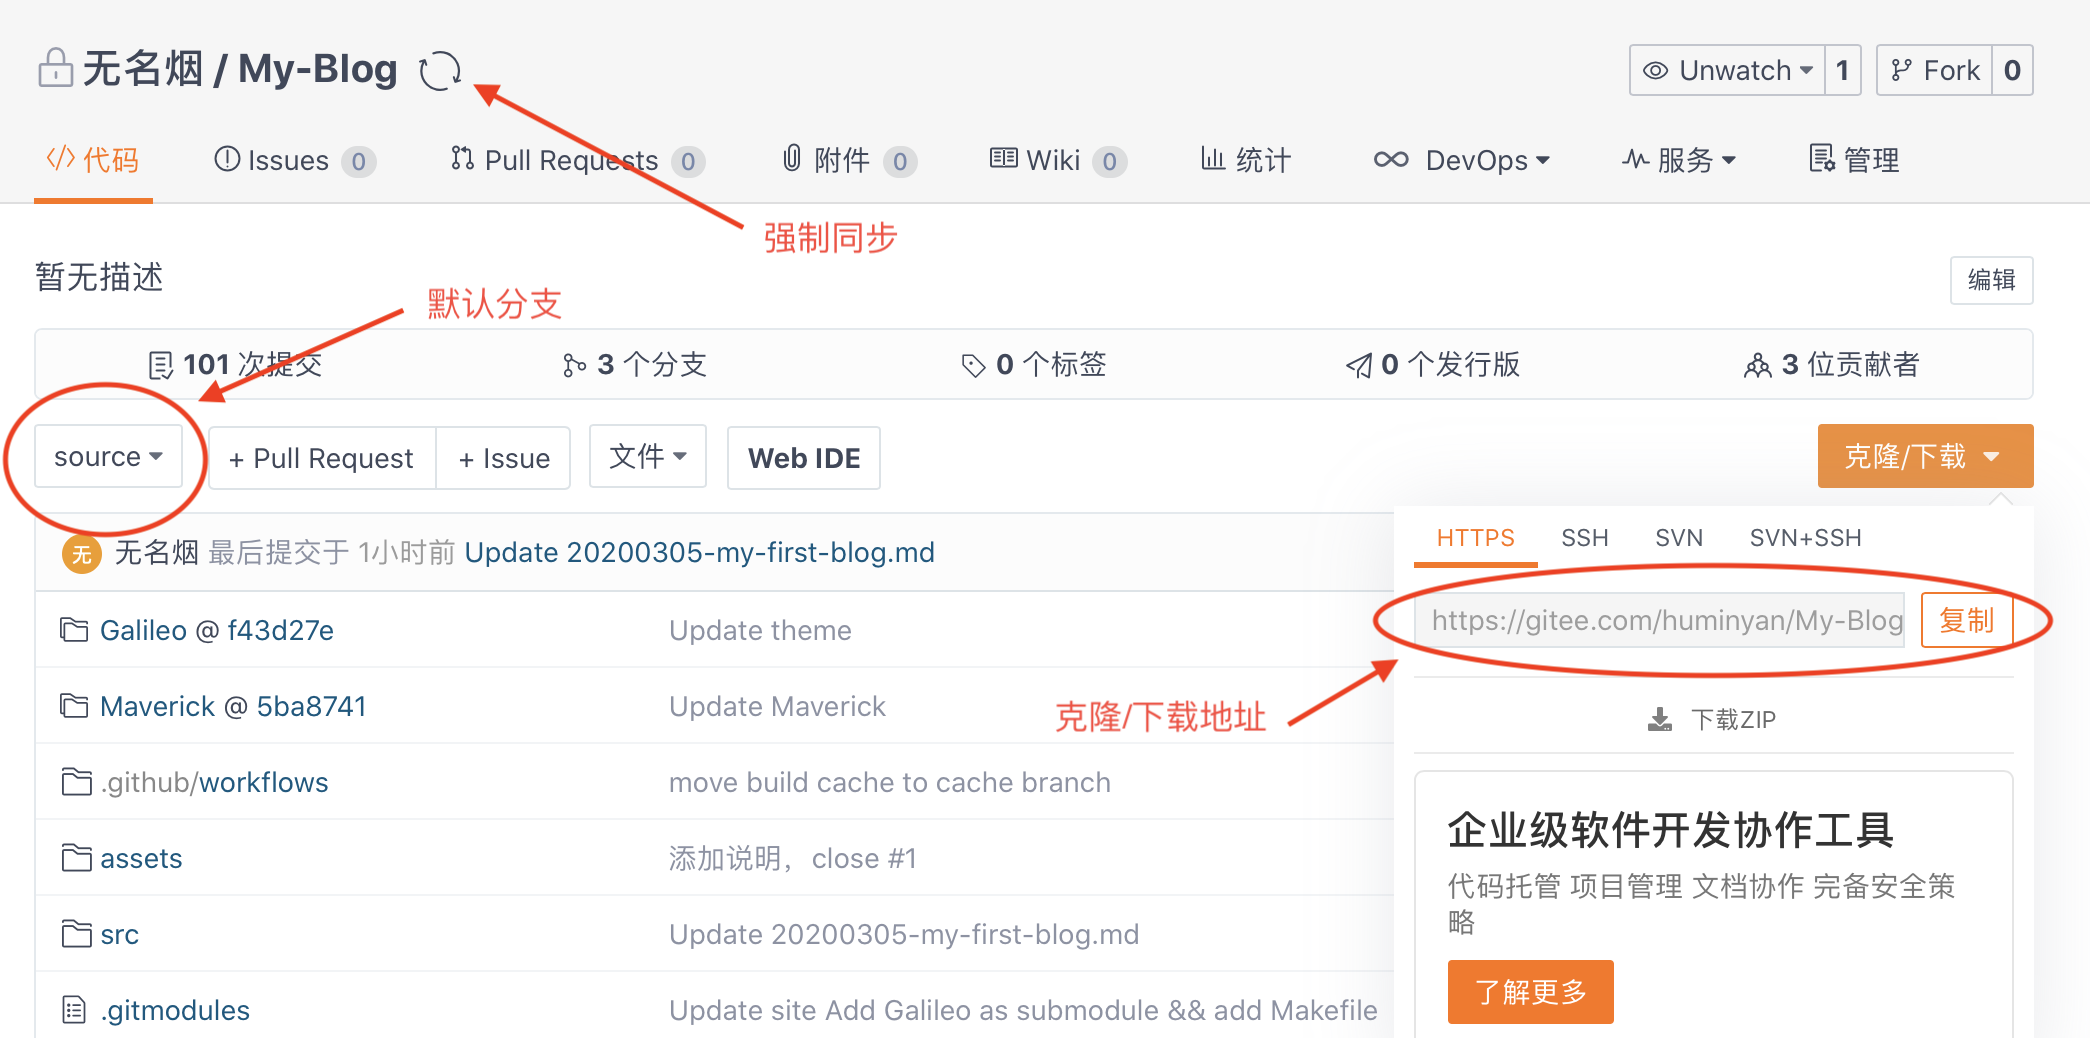 无名烟 / My-Blog
Unwatch 1
Fork 0
</> 代码
Issues 0
Pull Requests 0
附件 0
Wiki 0
统计
DevOps
服务
管理
强制同步
暂无描述
编辑
默认分支
101 次提交
3 个分支
0 个标签
0 个发行版
3 位贡献者
source
+ Pull Request
+ Issue
文件
Web IDE
克隆/下载
HTTPS
SSH
SVN
SVN+SSH
无
无名烟 最后提交于 1小时前 Update 20200305-my-first-blog.md
https://gitee.com/huminyan/My-Blog
复制
Galileo @ f43d27e
Update theme
Maverick @ 5ba8741
Update Maverick
克隆/下载地址
下载ZIP
.github/workflows
move build cache to cache branch
assets
添加说明，close #1
企业级软件开发协作工具
代码托管 项目管理 文档协作 完备安全策
略
src
Update 20200305-my-first-blog.md
了解更多
.gitmodules
Update site Add Galileo as submodule && add Makefile